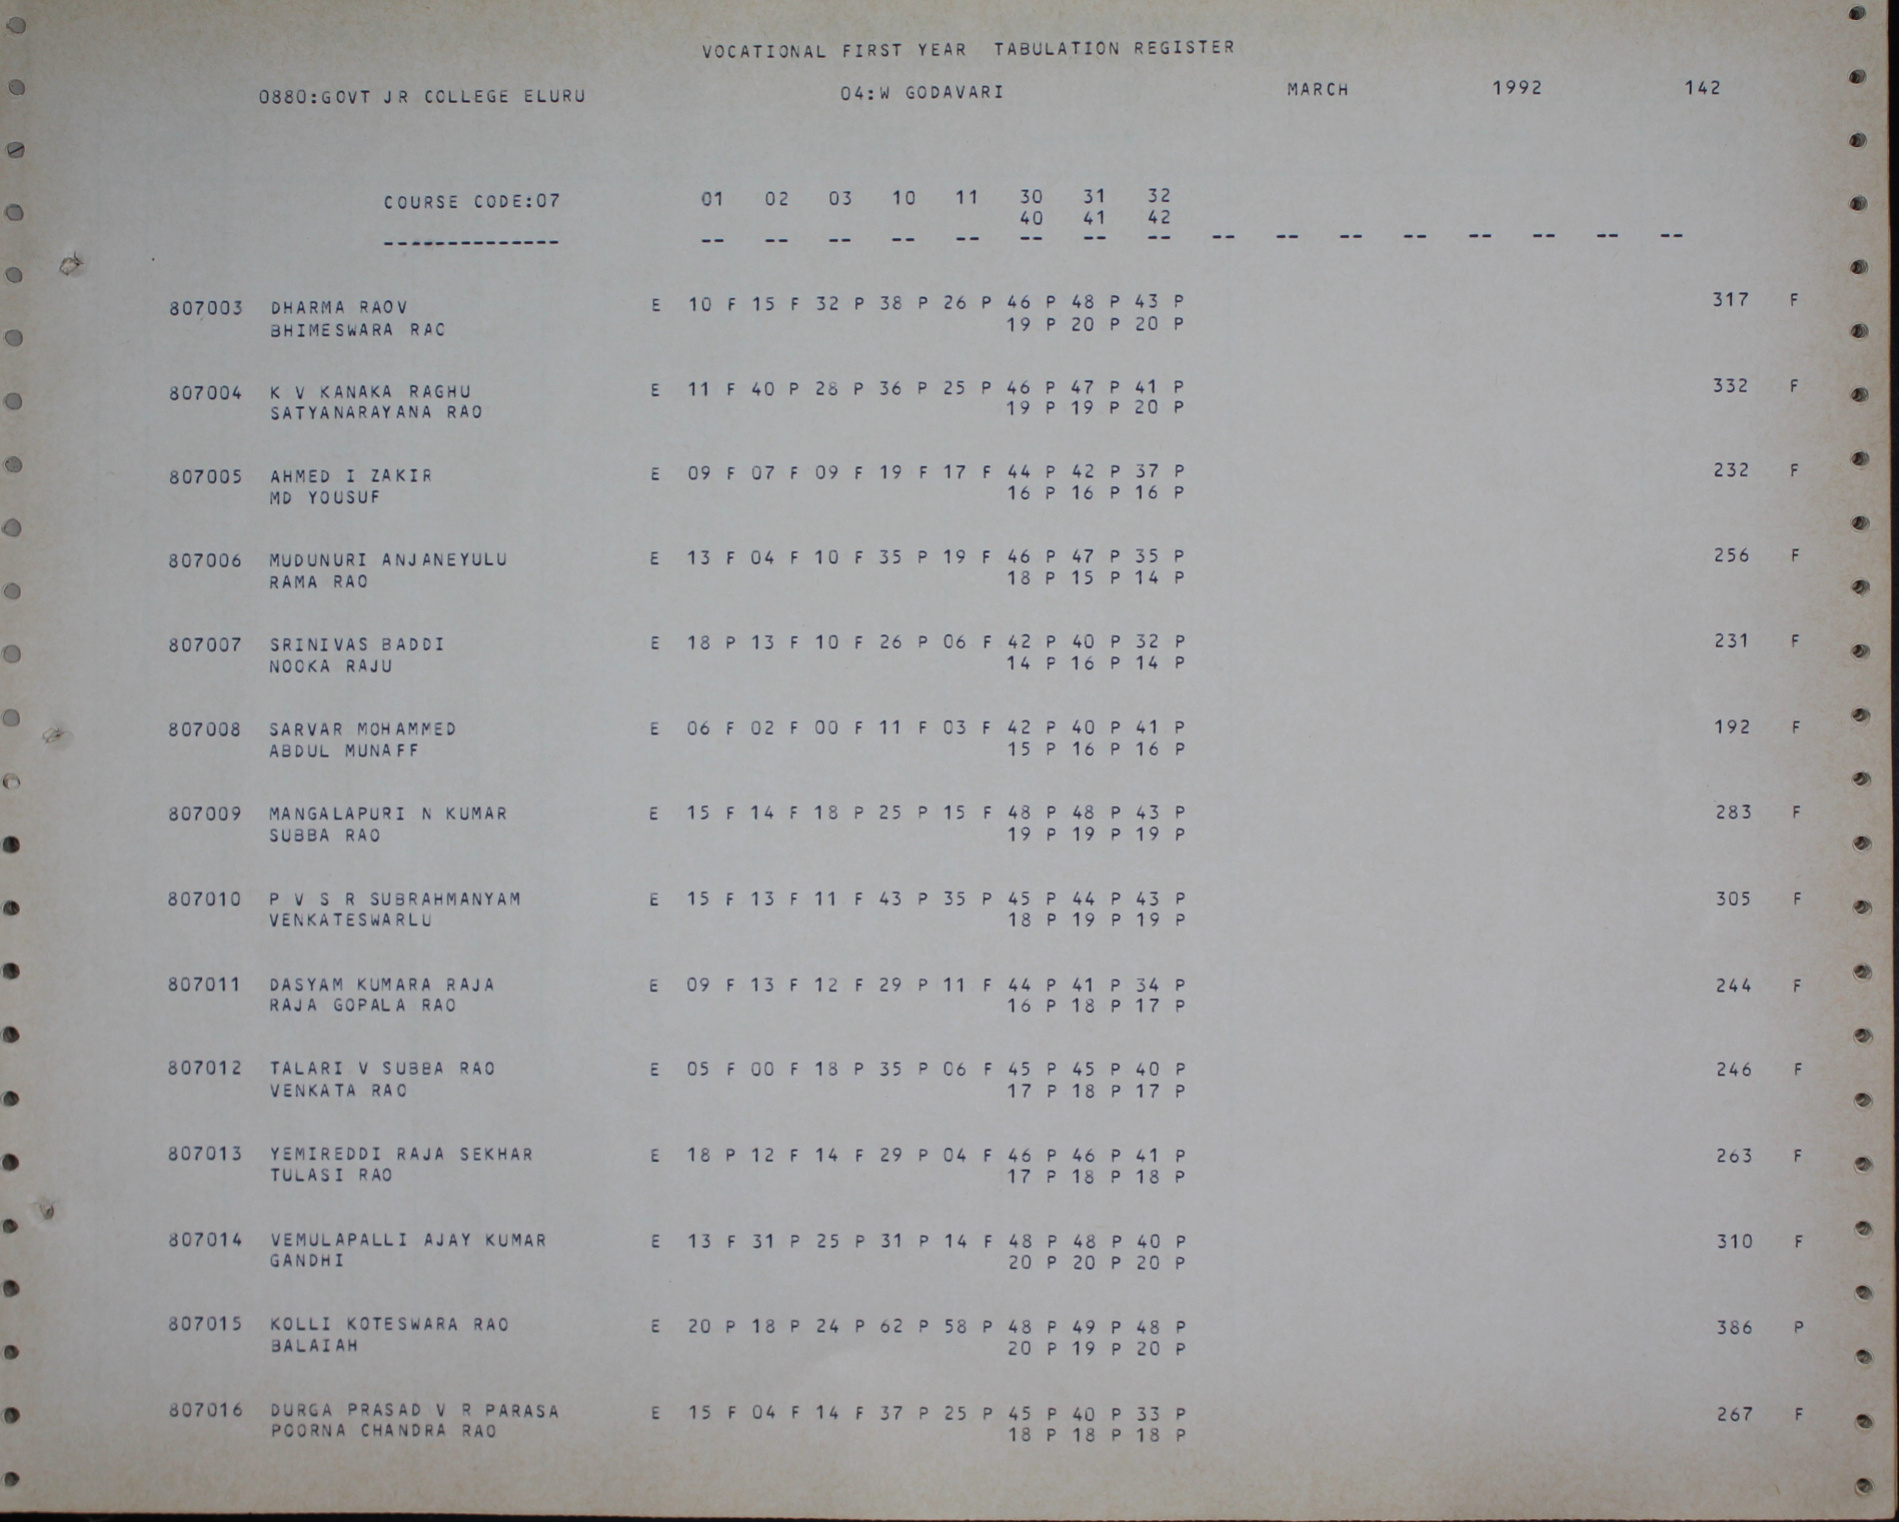 VOCATIONAL FIRST YEAR TABULATION REGISTER
0880:GOVT JR COLLEGE ELURU 04:W GODAVARI MARCH 1992 142
COURSE CODE:07 01 02 03 10 11 30 31 32
40 41 42
-------------- -- -- -- -- -- -- -- -- -- -- -- -- -- -- -- --
807003 DHARMA RAOV E 10 F 15 F 32 P 38 P 26 P 46 P 48 P 43 P 317 F
BHIMESWARA RAC 19 P 20 P 20 P
807004 K V KANAKA RAGHU E 11 F 40 P 28 P 36 P 25 P 46 P 47 P 41 P 332 F
SATYANARAYANA RAO 19 P 19 P 20 P
807005 AHMED I ZAKIR E 09 F 07 F 09 F 19 F 17 F 44 P 42 P 37 P 232 F
MD YOUSUF 16 P 16 P 16 P
807006 MUDUNURI ANJANEYULU E 13 F 04 F 10 F 35 P 19 F 46 P 47 P 35 P 256 F
RAMA RAO 18 P 15 P 14 P
807007 SRINIVAS BADDI E 18 P 13 F 10 F 26 P 06 F 42 P 40 P 32 P 231 F
NOOKA RAJU 14 P 16 P 14 P
807008 SARVAR MOHAMMED E 06 F 02 F 00 F 11 F 03 F 42 P 40 P 41 P 192 F
ABDUL MUNAFF 15 P 16 P 16 P
807009 MANGALAPURI N KUMAR E 15 F 14 F 18 P 25 P 15 F 48 P 48 P 43 P 283 F
SUBBA RAO 19 P 19 P 19 P
807010 P V S R SUBRAHMANYAM E 15 F 13 F 11 F 43 P 35 P 45 P 44 P 43 P 305 F
VENKATESWARLU 18 P 19 P 19 P
807011 DASYAM KUMARA RAJA E 09 F 13 F 12 F 29 P 11 F 44 P 41 P 34 P 244 F
RAJA GOPALA RAO 16 P 18 P 17 P
807012 TALARI V SUBBA RAO E 05 F 00 F 18 P 35 P 06 F 45 P 45 P 40 P 246 F
VENKATA RAO 17 P 18 P 17 P
807013 YEMIREDDI RAJA SEKHAR E 18 P 12 F 14 F 29 P 04 F 46 P 46 P 41 P 263 F
TULASI RAO 17 P 18 P 18 P
807014 VEMULAPALLI AJAY KUMAR E 13 F 31 P 25 P 31 P 14 F 48 P 48 P 40 P 310 F
GANDHI 20 P 20 P 20 P
807015 KOLLI KOTESWARA RAO E 20 P 18 P 24 P 62 P 58 P 48 P 49 P 48 P 386 P
BALAIAH 20 P 19 P 20 P
807016 DURGA PRASAD V R PARASA E 15 F 04 F 14 F 37 P 25 P 45 P 40 P 33 P 267 F
POORNA CHANDRA RAO 18 P 18 P 18 P